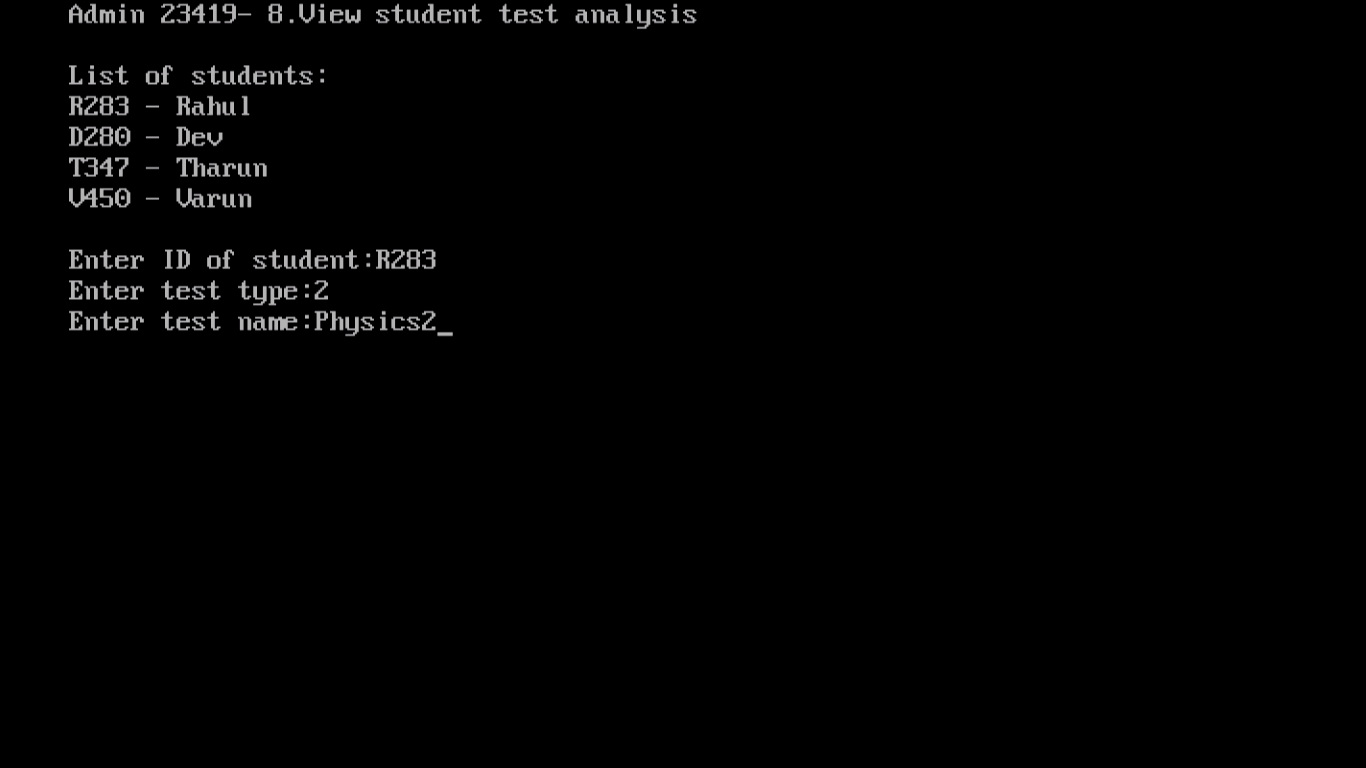 Admin 23419- 8.View student test analysis
List of students:
R283 - Rahul
D280 - Dev
T347 - Tharun
V450 - Varun
Enter ID of student:R283
Enter test type:2
Enter test name:Physics2_